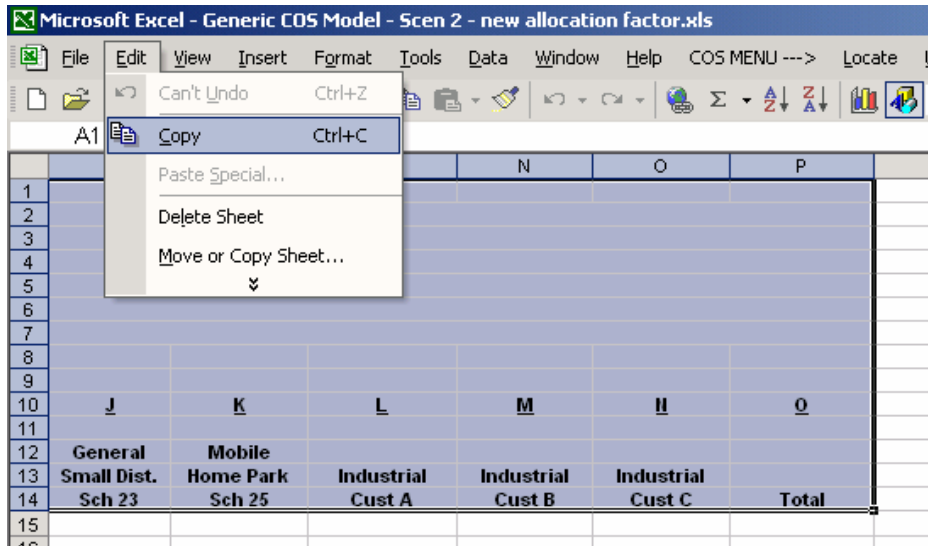 Microsoft Excel - Generic COS Model - Scen 2 - new allocation factor.xls
File Edit View Insert Format Tools Data Window Help COS MENU ---> Locate
Can't Undo Ctrl+Z
A1 Copy Ctrl+C
Paste Special...
Delete Sheet
Move or Copy Sheet...
N O P
1
2
3
4
5
6
7
8
9
10 J K L M N O
11
12 General Mobile
13 Small Dist. Home Park Industrial Industrial Industrial
14 Sch 23 Sch 25 Cust A Cust B Cust C Total
15